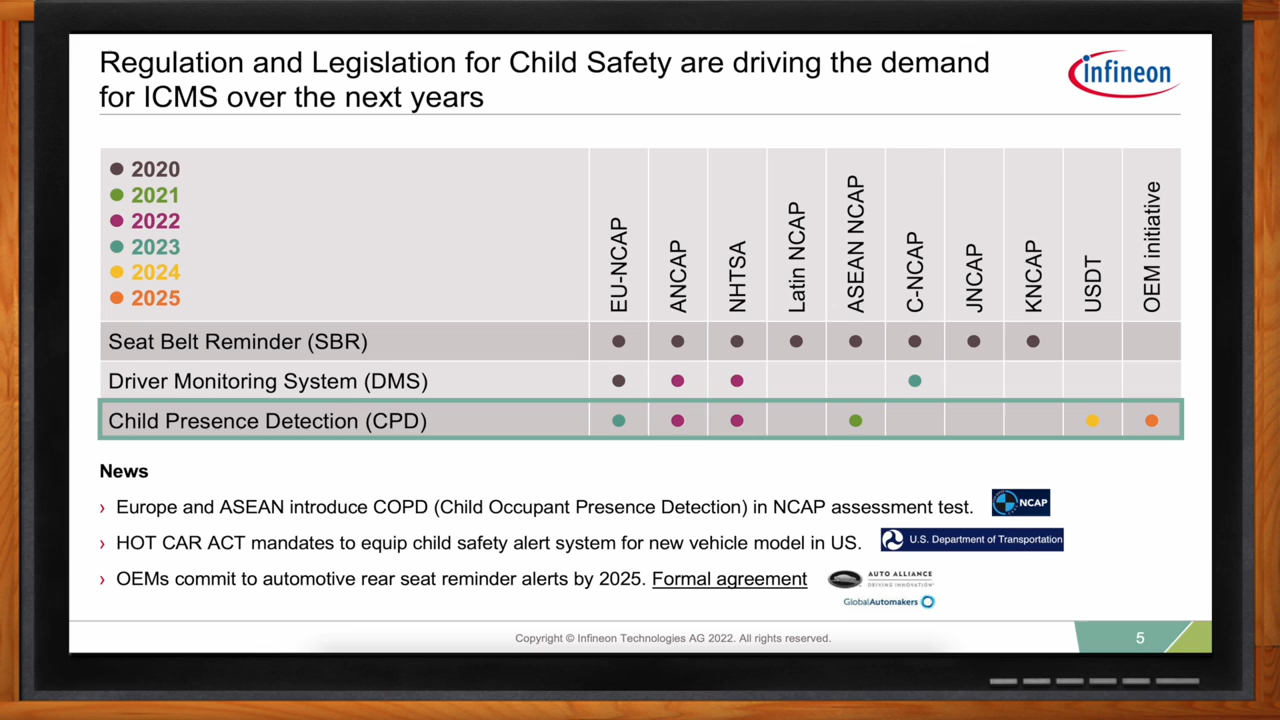 Regulation and Legislation for Child Safety are driving the demand
for ICMS over the next years
infineon
2020
2021
2022
2023
2024
2025
EU-NCAP
ANCAP
NHTSA
Latin NCAP
ASEAN NCAP
C-NCAP
JNCAP
KNCAP
USDT
OEM initiative
Seat Belt Reminder (SBR)
Driver Monitoring System (DMS)
Child Presence Detection (CPD)
News
› Europe and ASEAN introduce COPD (Child Occupant Presence Detection) in NCAP assessment test.
NCAP
› HOT CAR ACT mandates to equip child safety alert system for new vehicle model in US.
U.S. Department of Transportation
› OEMs commit to automotive rear seat reminder alerts by 2025. Formal agreement
AUTO ALLIANCE
DRIVING INNOVATION
GlobalAutomakers
Copyright © Infineon Technologies AG 2022. All rights reserved.
5